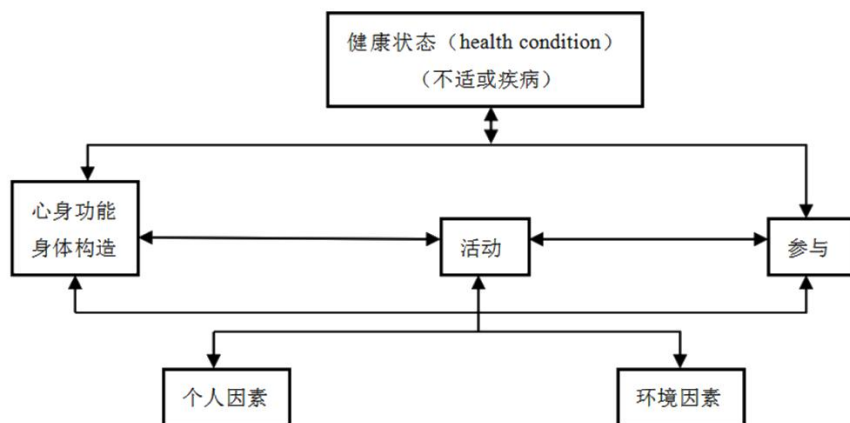 健康状态（health condition）
（不适或疾病）
心身功能
身体构造
活动
参与
个人因素
环境因素